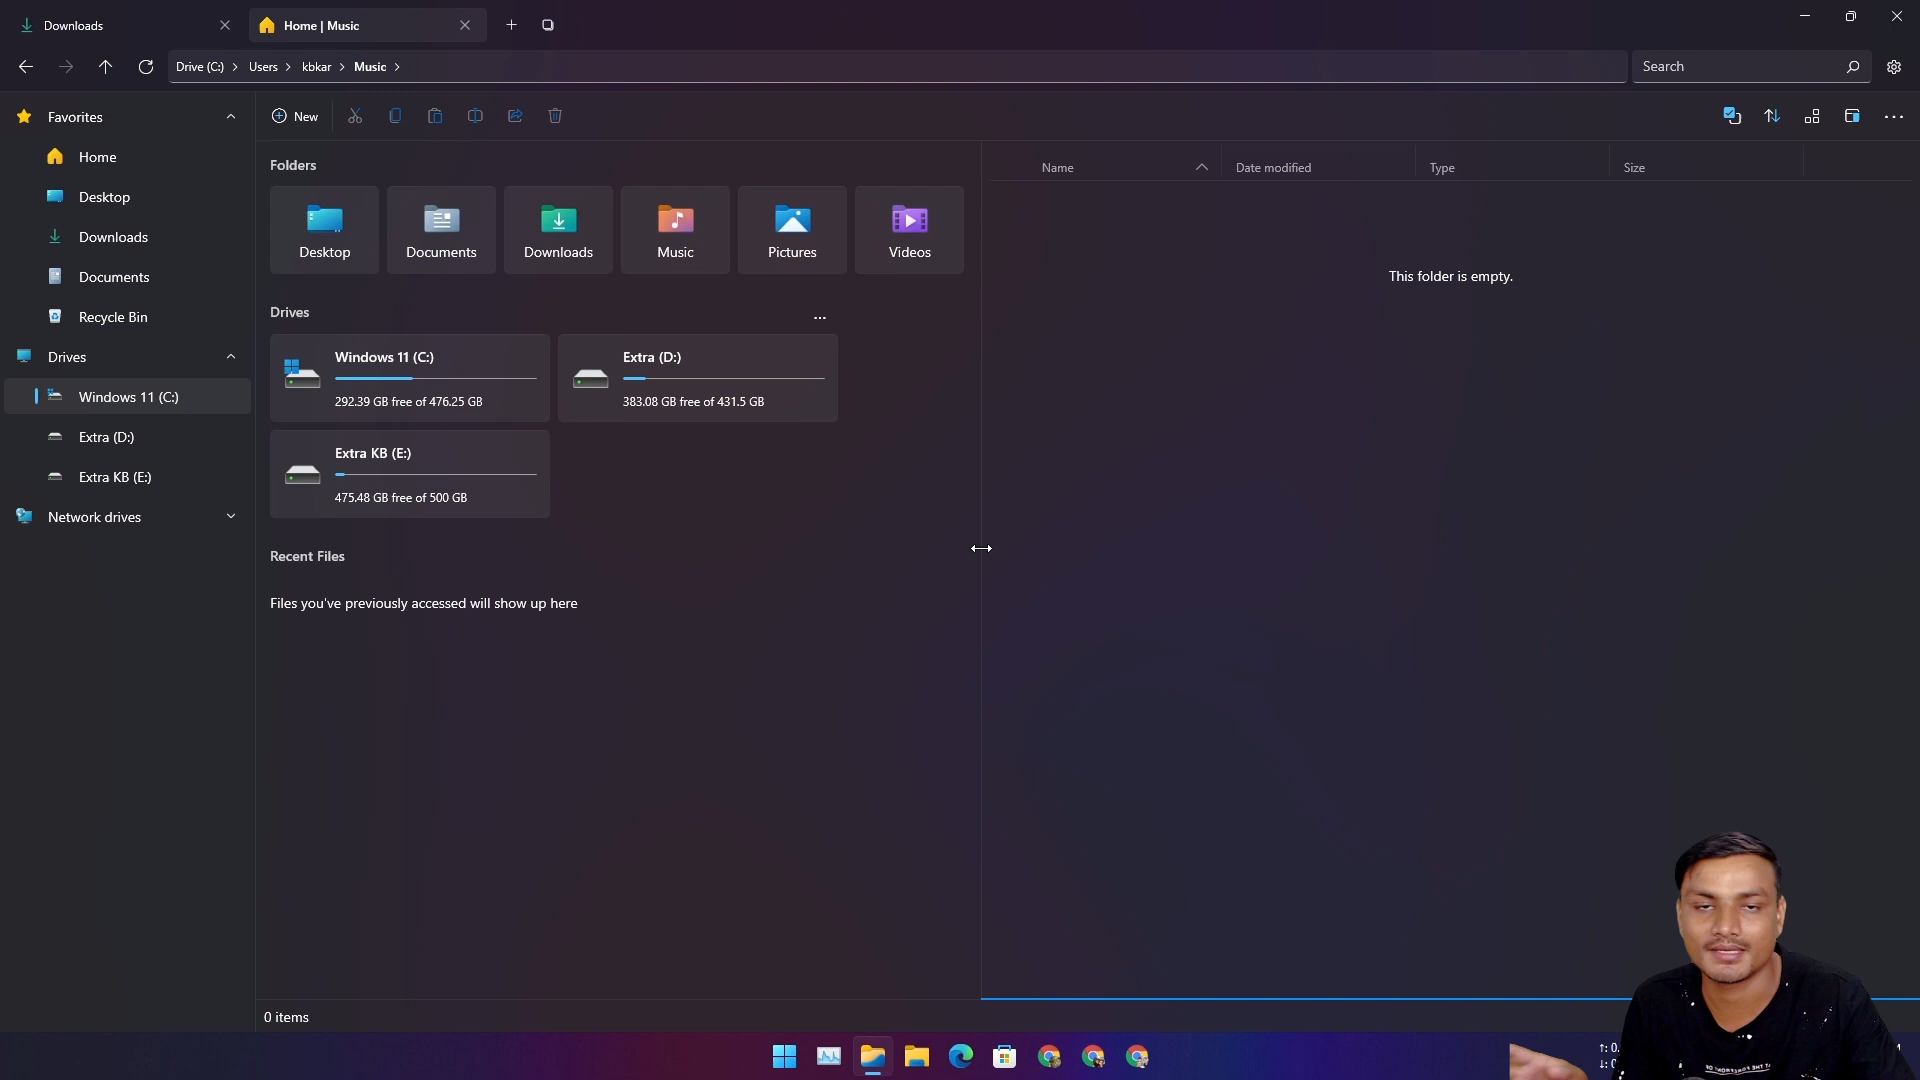 Downloads
Home | Music
Drive (C:) > Users > kbkar > Music >
Search
Favorites
Home
Desktop
Downloads
Documents
Recycle Bin
Drives
Windows 11 (C:)
Extra (D:)
Extra KB (E:)
Network drives
New
Folders
Desktop
Documents
Downloads
Music
Pictures
Videos
Drives
Windows 11 (C:)
292.39 GB free of 476.25 GB
Extra (D:)
383.08 GB free of 431.5 GB
Extra KB (E:)
475.48 GB free of 500 GB
Recent Files
Files you've previously accessed will show up here
Name
Date modified
Type
Size
This folder is empty.
0 items